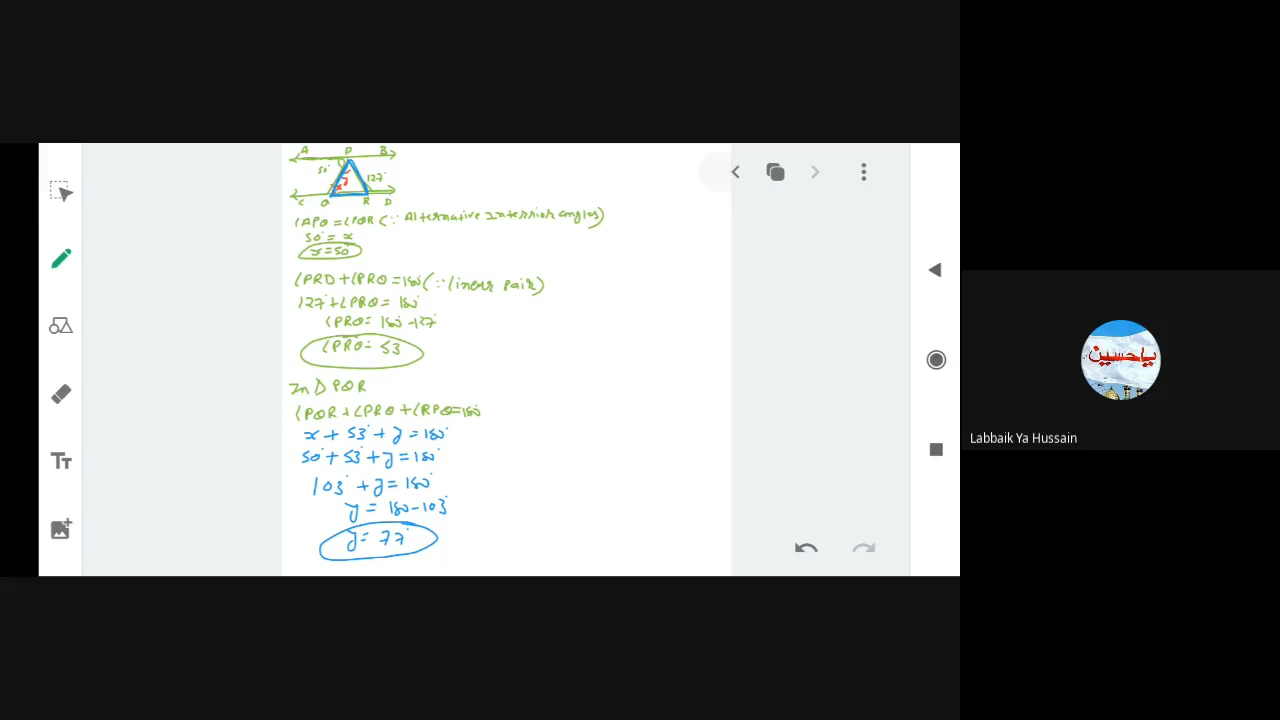 A P B
50° 127°
x y
C Q R D
∠APQ = ∠PQR (∵ Alternative Interior angles)
50° = x
x = 50°
∠PRD + ∠PRQ = 180° (∵ linear pair)
127° + ∠PRQ = 180°
∠PRQ = 180° - 127°
∠PRQ = 53
In Δ PQR
∠PQR + ∠PRQ + ∠RPQ = 180
x + 53° + y = 180°
50° + 53° + y = 180°
103° + y = 180°
y = 180 - 103°
y = 77°
Tт
ياحسين
Labbaik Ya Hussain